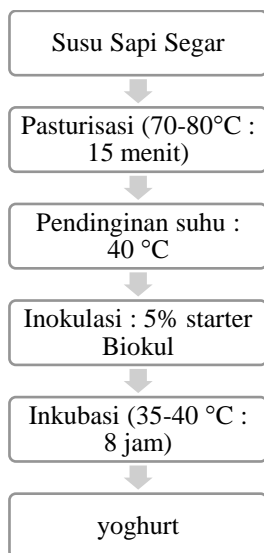 Susu Sapi Segar
Pasturisasi (70-80°C :
15 menit)
Pendinginan suhu :
40 °C
Inokulasi : 5% starter
Biokul
Inkubasi (35-40 °C :
8 jam)
yoghurt